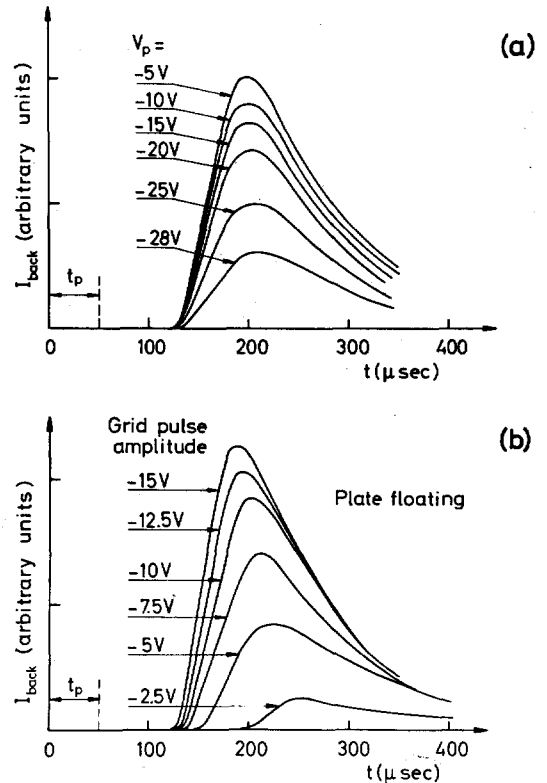 (a)
V_p =
-5V
-10V
-15V
-20V
-25V
-28V
I_back (arbitrary units)
t_p
0 100 200 300 400
t(μ sec)
(b)
Grid pulse
amplitude
Plate floating
-15V
-12.5V
-10V
-7.5V
-5V
-2.5V
I_back (arbitrary units)
t_p
0 100 200 300 400
t(μ sec)